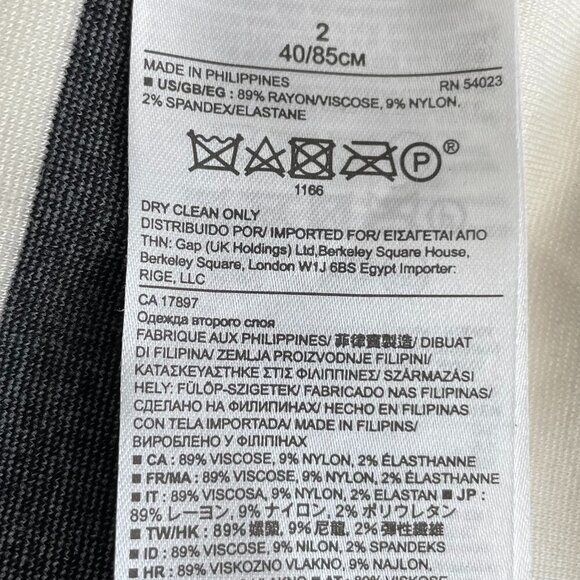 2
40/85CM
MADE IN PHILIPPINES RN 54023
■ US/GB/EG : 89% RAYON/VISCOSE, 9% NYLON,
2% SPANDEX/ELASTANE
P ®
1166
DRY CLEAN ONLY
DISTRIBUIDO POR/ IMPORTED FOR/ ΕΙΣΑΓΕΤΑΙ ΑΠΟ
THN: Gap (UK Holdings) Ltd,Berkeley Square House,
Berkeley Square, London W1J 6BS Egypt Importer:
RIGE, LLC
CA 17897
Одежда второго слоя
FABRIQUE AUX PHILIPPINES/ 菲律賓製造/ DIBUAT
DI FILIPINA/ ZEMLJA PROIZVODNJE FILIPINI/
ΚΑΤΑΣΚΕΥΑΣΤΗΚΕ ΣΤΙΣ ΦΙΛΙΠΠΙΝΕΣ/ SZÁRMAZÁSI
HELY: FÜLÖP-SZIGETEK/ FABRICADO NAS FILIPINAS/
СДЕЛАНО НА ФИЛИПИНАХ/ HECHO EN FILIPINAS
CON TELA IMPORTADA/ MADE IN FILIPINAS/
ВИРОБЛЕНО У ФІЛІПІНАХ
■ CA : 89% VISCOSE, 9% NYLON, 2% ÉLASTHANNE
■ FR/MA : 89% VISCOSE, 9% NYLON, 2% ÉLASTHANNE
■ IT : 89% VISCOSA, 9% NYLON, 2% ELASTAN ■ JP :
89% レーヨン, 9% ナイロン, 2% ポリウレタン
■ TW/HK : 89% 嫘縈, 9% 尼龍, 2% 彈性纖維
■ ID : 89% VISCOSE, 9% NILON, 2% SPANDEKS
■ HR : 89% VISKOZNO VLAKNO, 9% NAJLON,